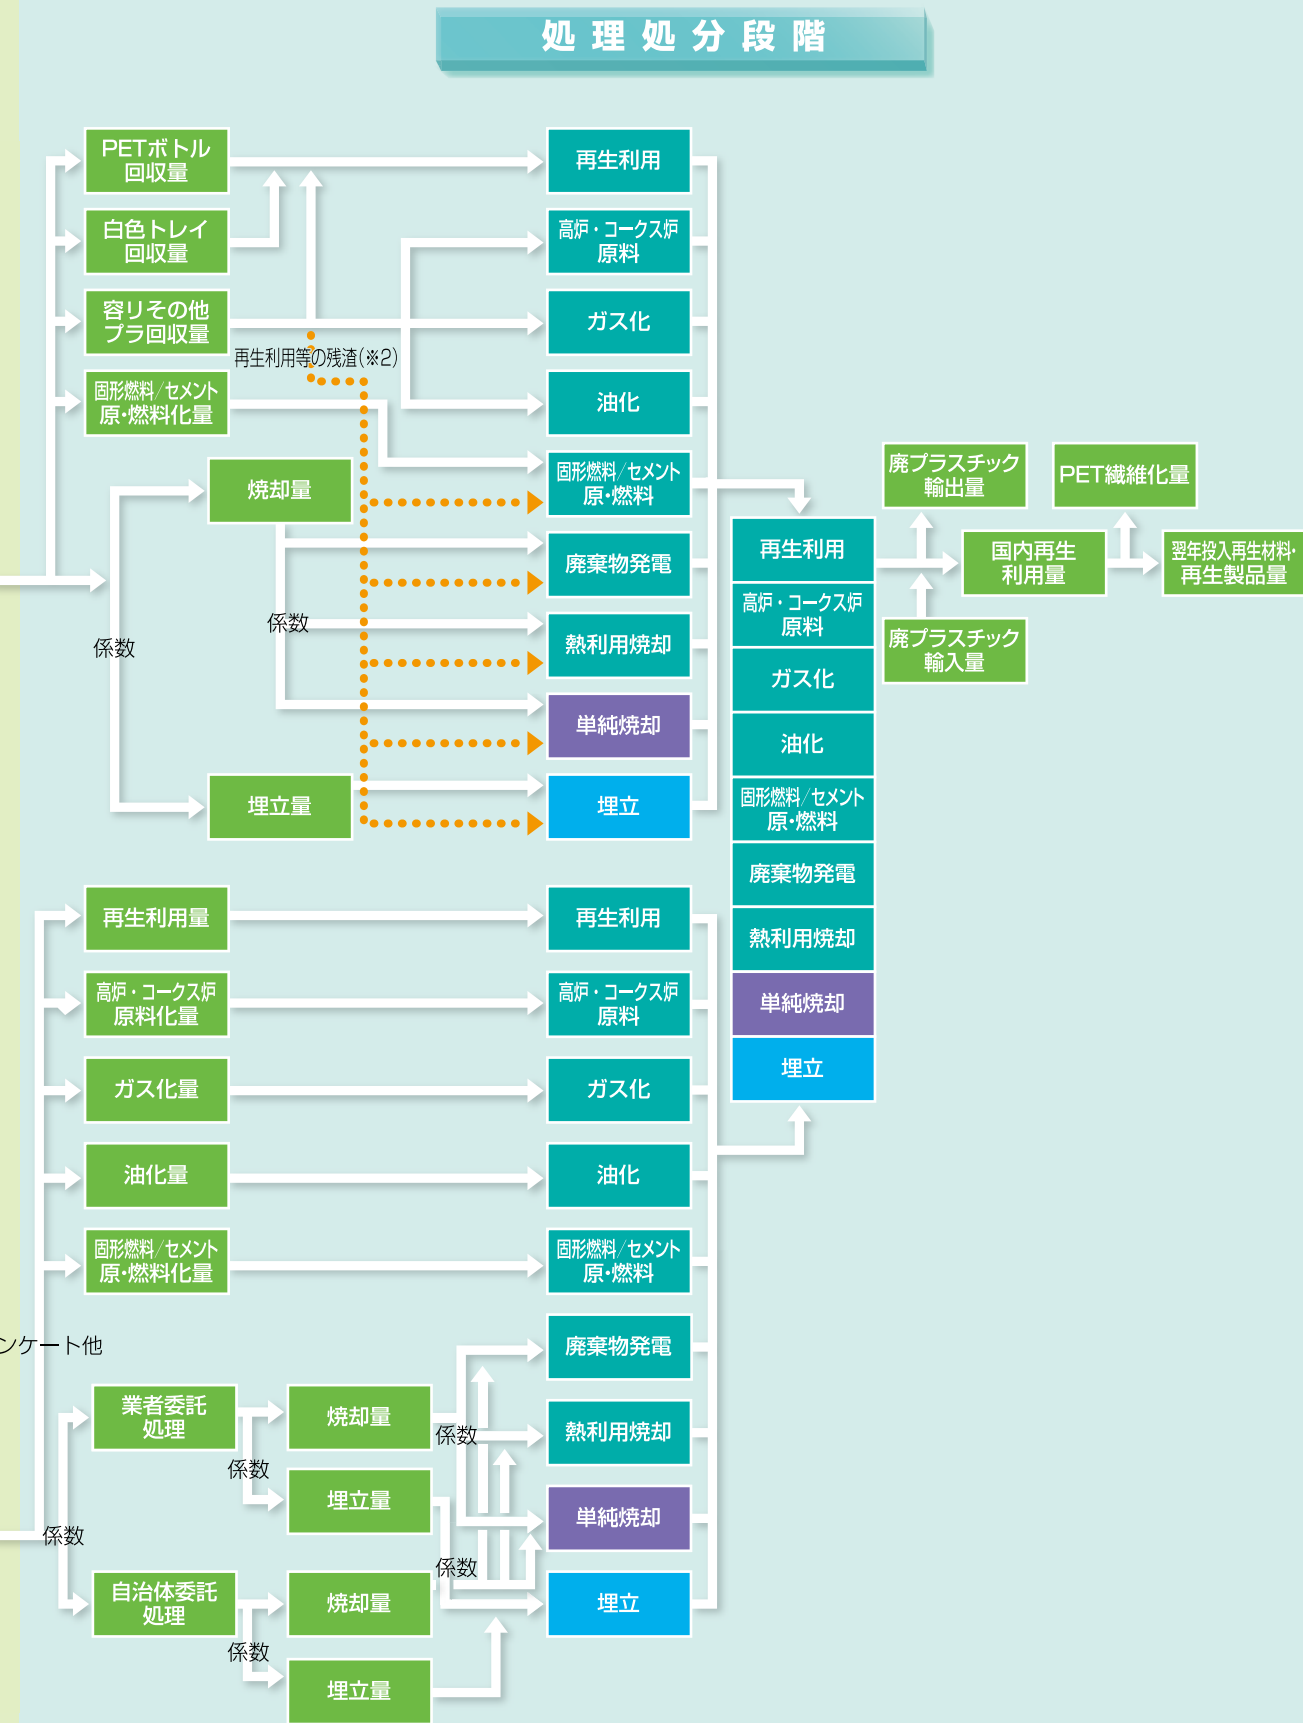 処理処分段階
PETボトル
回収量
再生利用
白色トレイ
回収量
高炉・コークス炉
原料
容リその他
プラ回収量
ガス化
再生利用等の残渣(※2)
固形燃料/セメント
原・燃料化量
油化
焼却量
固形燃料/セメント
原・燃料
廃棄物発電
係数
係数
熱利用焼却
単純焼却
埋立量
埋立
再生利用
高炉・コークス炉
原料
ガス化
油化
固形燃料/セメント
原・燃料
廃棄物発電
熱利用焼却
単純焼却
埋立
廃プラスチック
輸出量
PET繊維化量
国内再生
利用量
翌年投入再生材料・
再生製品量
廃プラスチック
輸入量
再生利用量
再生利用
高炉・コークス炉
原料化量
高炉・コークス炉
原料
ガス化量
ガス化
油化量
油化
固形燃料/セメント
原・燃料化量
固形燃料/セメント
原・燃料
ンケート他
廃棄物発電
業者委託
処理
焼却量
係数
熱利用焼却
係数
埋立量
単純焼却
係数
係数
自治体委託
処理
焼却量
埋立
係数
埋立量